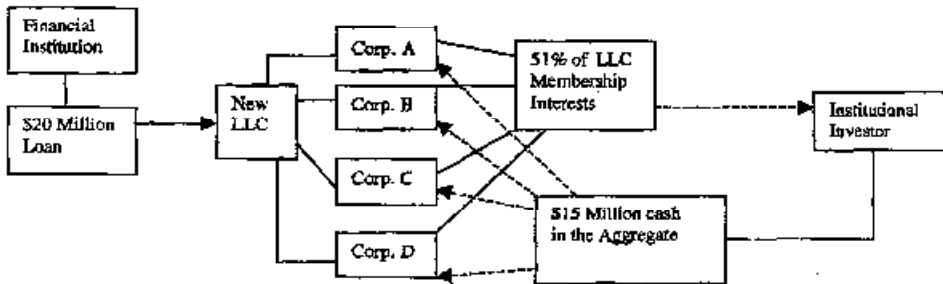 Financial
Institution
$20 Million
Loan
New
LLC
Corp. A
Corp. B
Corp. C
Corp. D
51% of LLC
Membership
Interests
$15 Million cash
in the Aggregate
Institutional
Investor